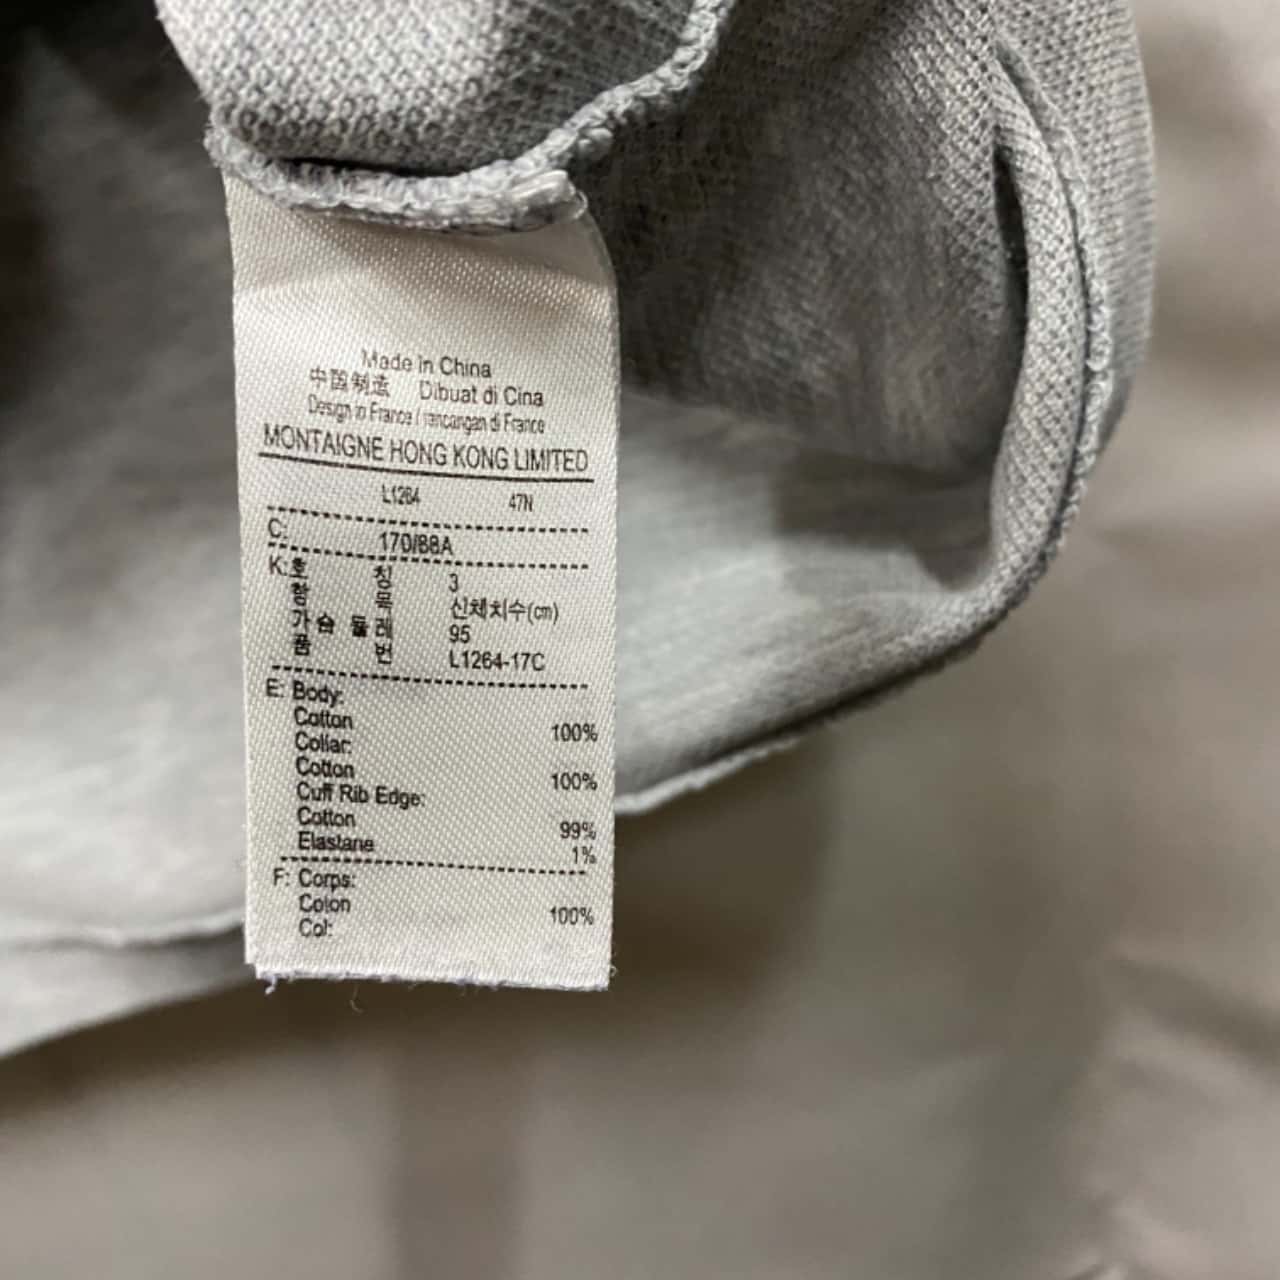 Made in China
中国制造 Dibuat di Cina
Design in France / rancangan di France
MONTAIGNE HONG KONG LIMITED
L1264 47N
C: 170/88A
K: 호 칭 3
항 목 신체치수(cm)
가슴둘레 95
품 번 L1264-17C
E: Body:
Cotton 100%
Collar:
Cotton 100%
Cuff Rib Edge:
Cotton 99%
Elastane 1%
F: Corps:
Coton 100%
Col: